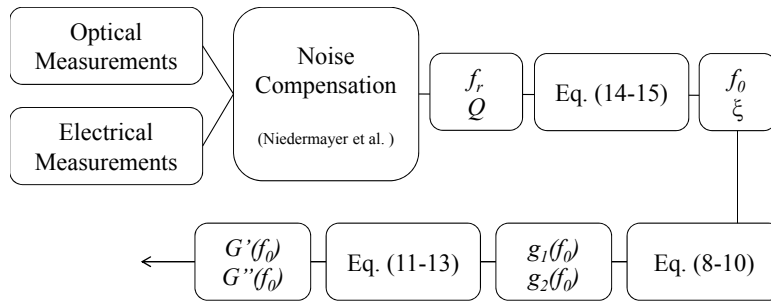 Optical
Measurements
Electrical
Measurements
Noise
Compensation
(Niedermayer et al. )
f_r
Q
Eq. (14-15)
f_0
ξ
G'(f_0)
G''(f_0)
Eq. (11-13)
g_1(f_0)
g_2(f_0)
Eq. (8-10)